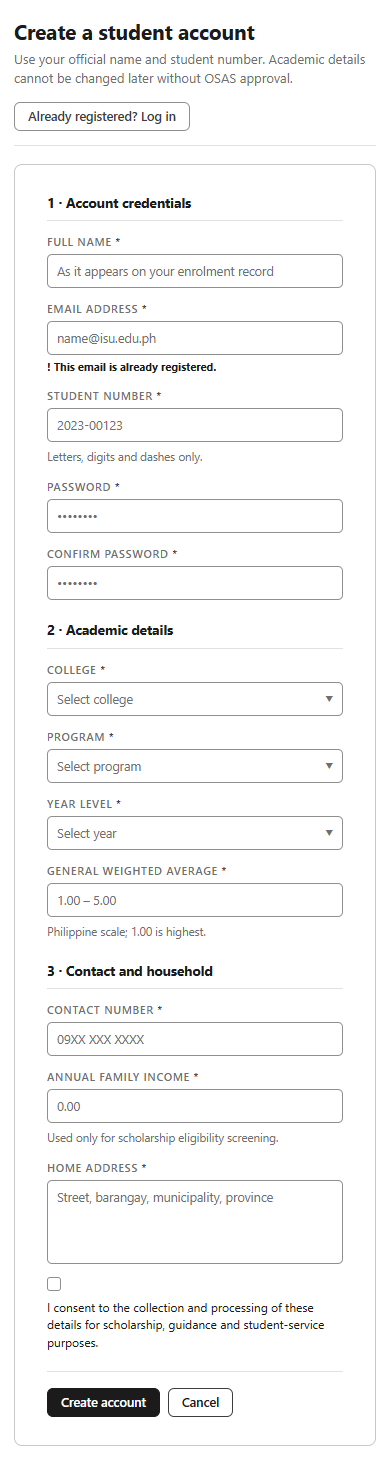 Create a student account
Use your official name and student number. Academic details
cannot be changed later without OSAS approval.
Already registered? Log in
1 · Account credentials
FULL NAME *
As it appears on your enrolment record
EMAIL ADDRESS *
name@isu.edu.ph
! This email is already registered.
STUDENT NUMBER *
2023-00123
Letters, digits and dashes only.
PASSWORD *
••••••••
CONFIRM PASSWORD *
••••••••
2 · Academic details
COLLEGE *
Select college
PROGRAM *
Select program
YEAR LEVEL *
Select year
GENERAL WEIGHTED AVERAGE *
1.00 – 5.00
Philippine scale; 1.00 is highest.
3 · Contact and household
CONTACT NUMBER *
09XX XXX XXXX
ANNUAL FAMILY INCOME *
0.00
Used only for scholarship eligibility screening.
HOME ADDRESS *
Street, barangay, municipality, province
I consent to the collection and processing of these
details for scholarship, guidance and student-service
purposes.
Create account
Cancel